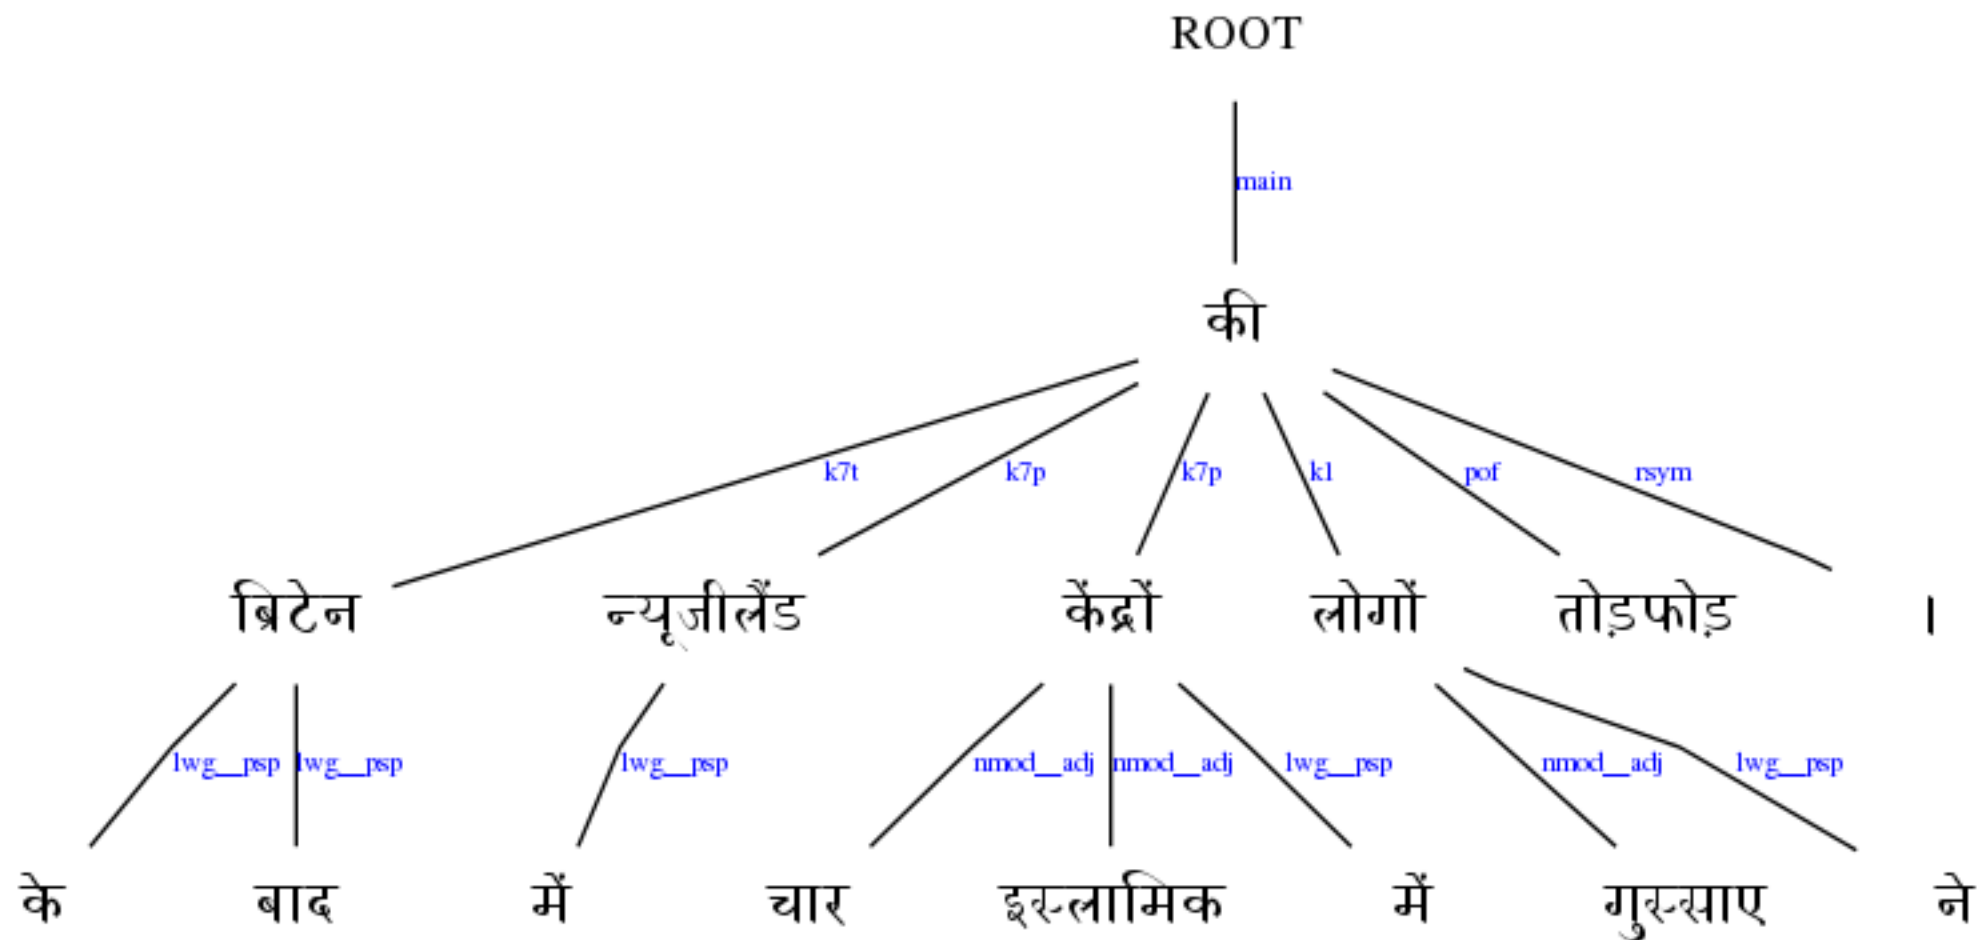 ROOT
main
की
k7t k7p k7p k1 pof rsym
ब्रिटेन न्यूजीलैंड केंद्रों लोगों तोड़फोड़ ।
lwg__psp lwg__psp lwg__psp nmod__adj nmod__adj lwg__psp nmod__adj lwg__psp
के बाद में चार इस्लामिक में गुस्साए ने